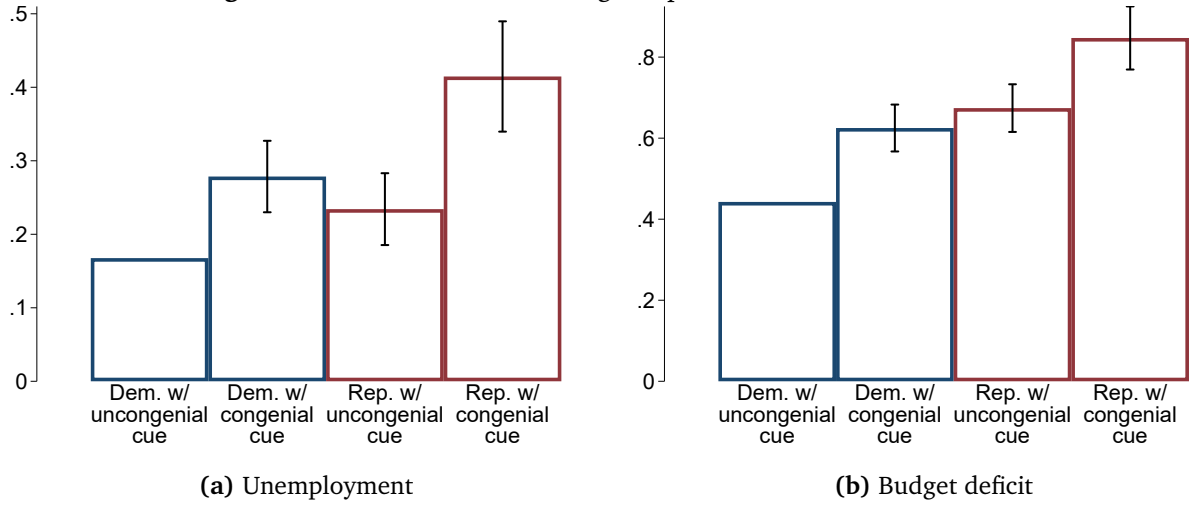 .5
.4
.3
.2
.1
0
Dem. w/ uncongenial cue
Dem. w/ congenial cue
Rep. w/ uncongenial cue
Rep. w/ congenial cue
(a) Unemployment
.8
.6
.4
.2
0
Dem. w/ uncongenial cue
Dem. w/ congenial cue
Rep. w/ uncongenial cue
Rep. w/ congenial cue
(b) Budget deficit